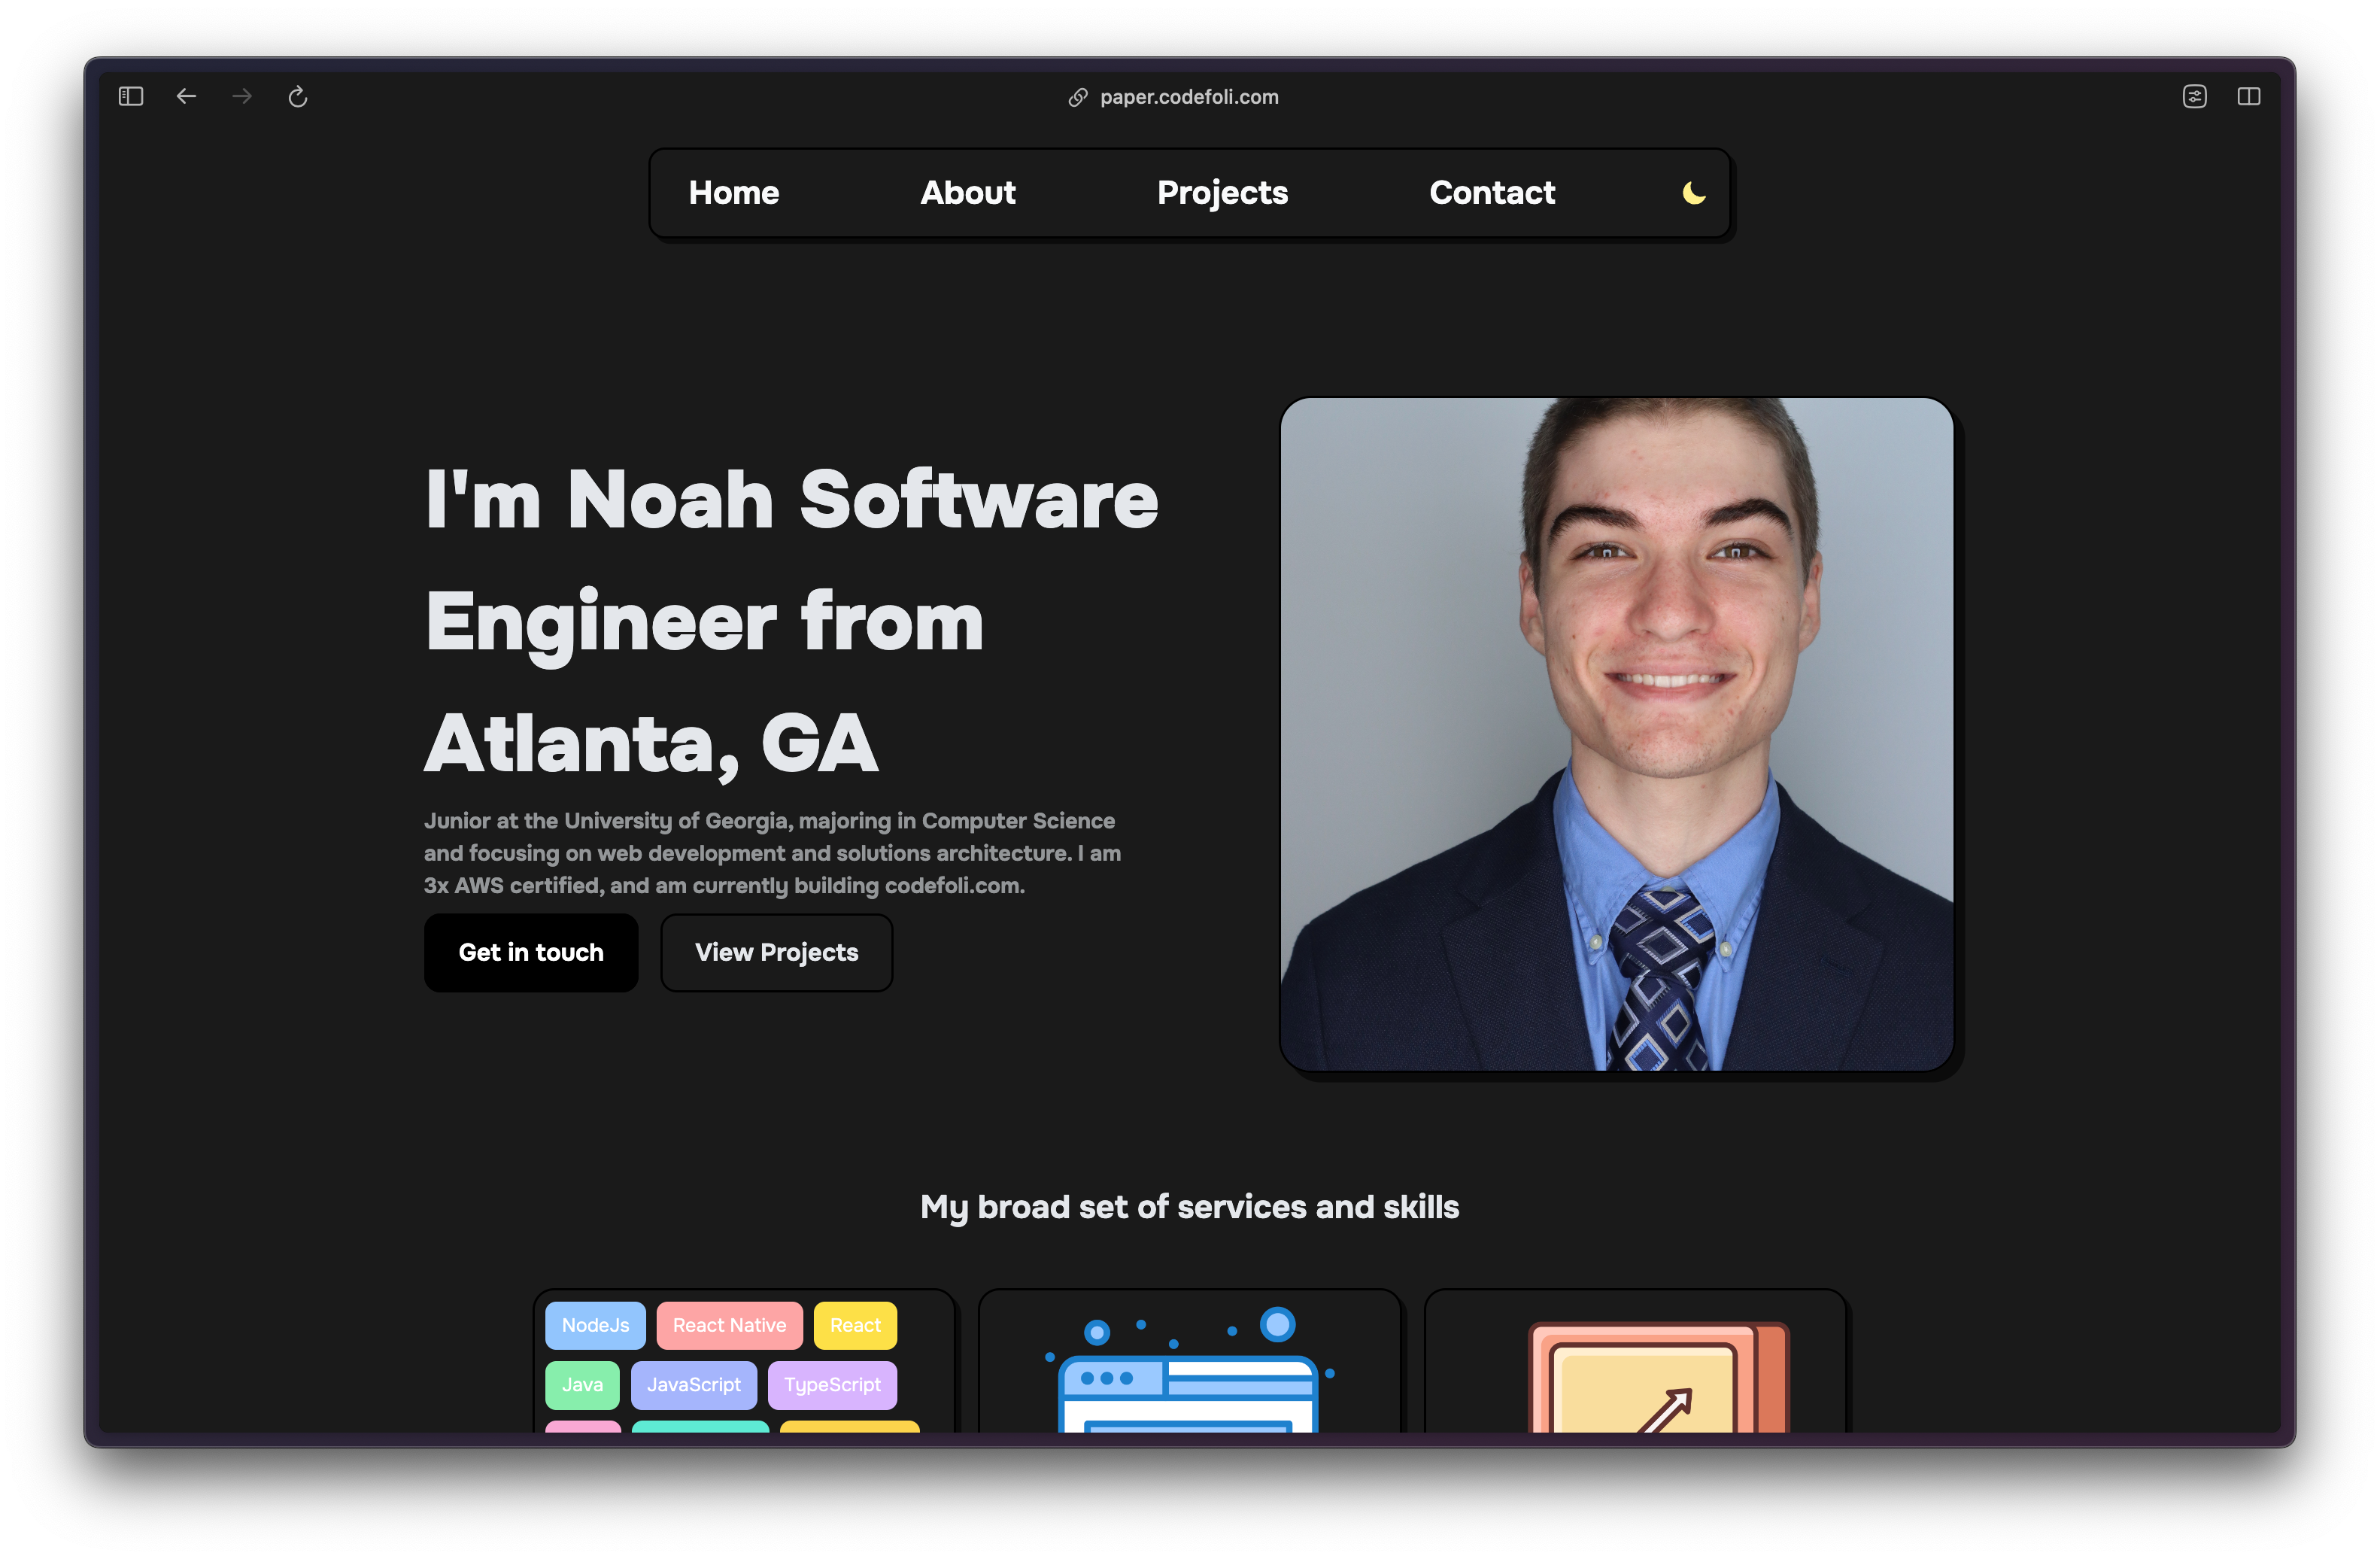 paper.codefoli.com
Home About Projects Contact
I'm Noah Software
Engineer from
Atlanta, GA
Junior at the University of Georgia, majoring in Computer Science
and focusing on web development and solutions architecture. I am
3x AWS certified, and am currently building codefoli.com.
Get in touch View Projects
My broad set of services and skills
NodeJs React Native React
Java JavaScript TypeScript